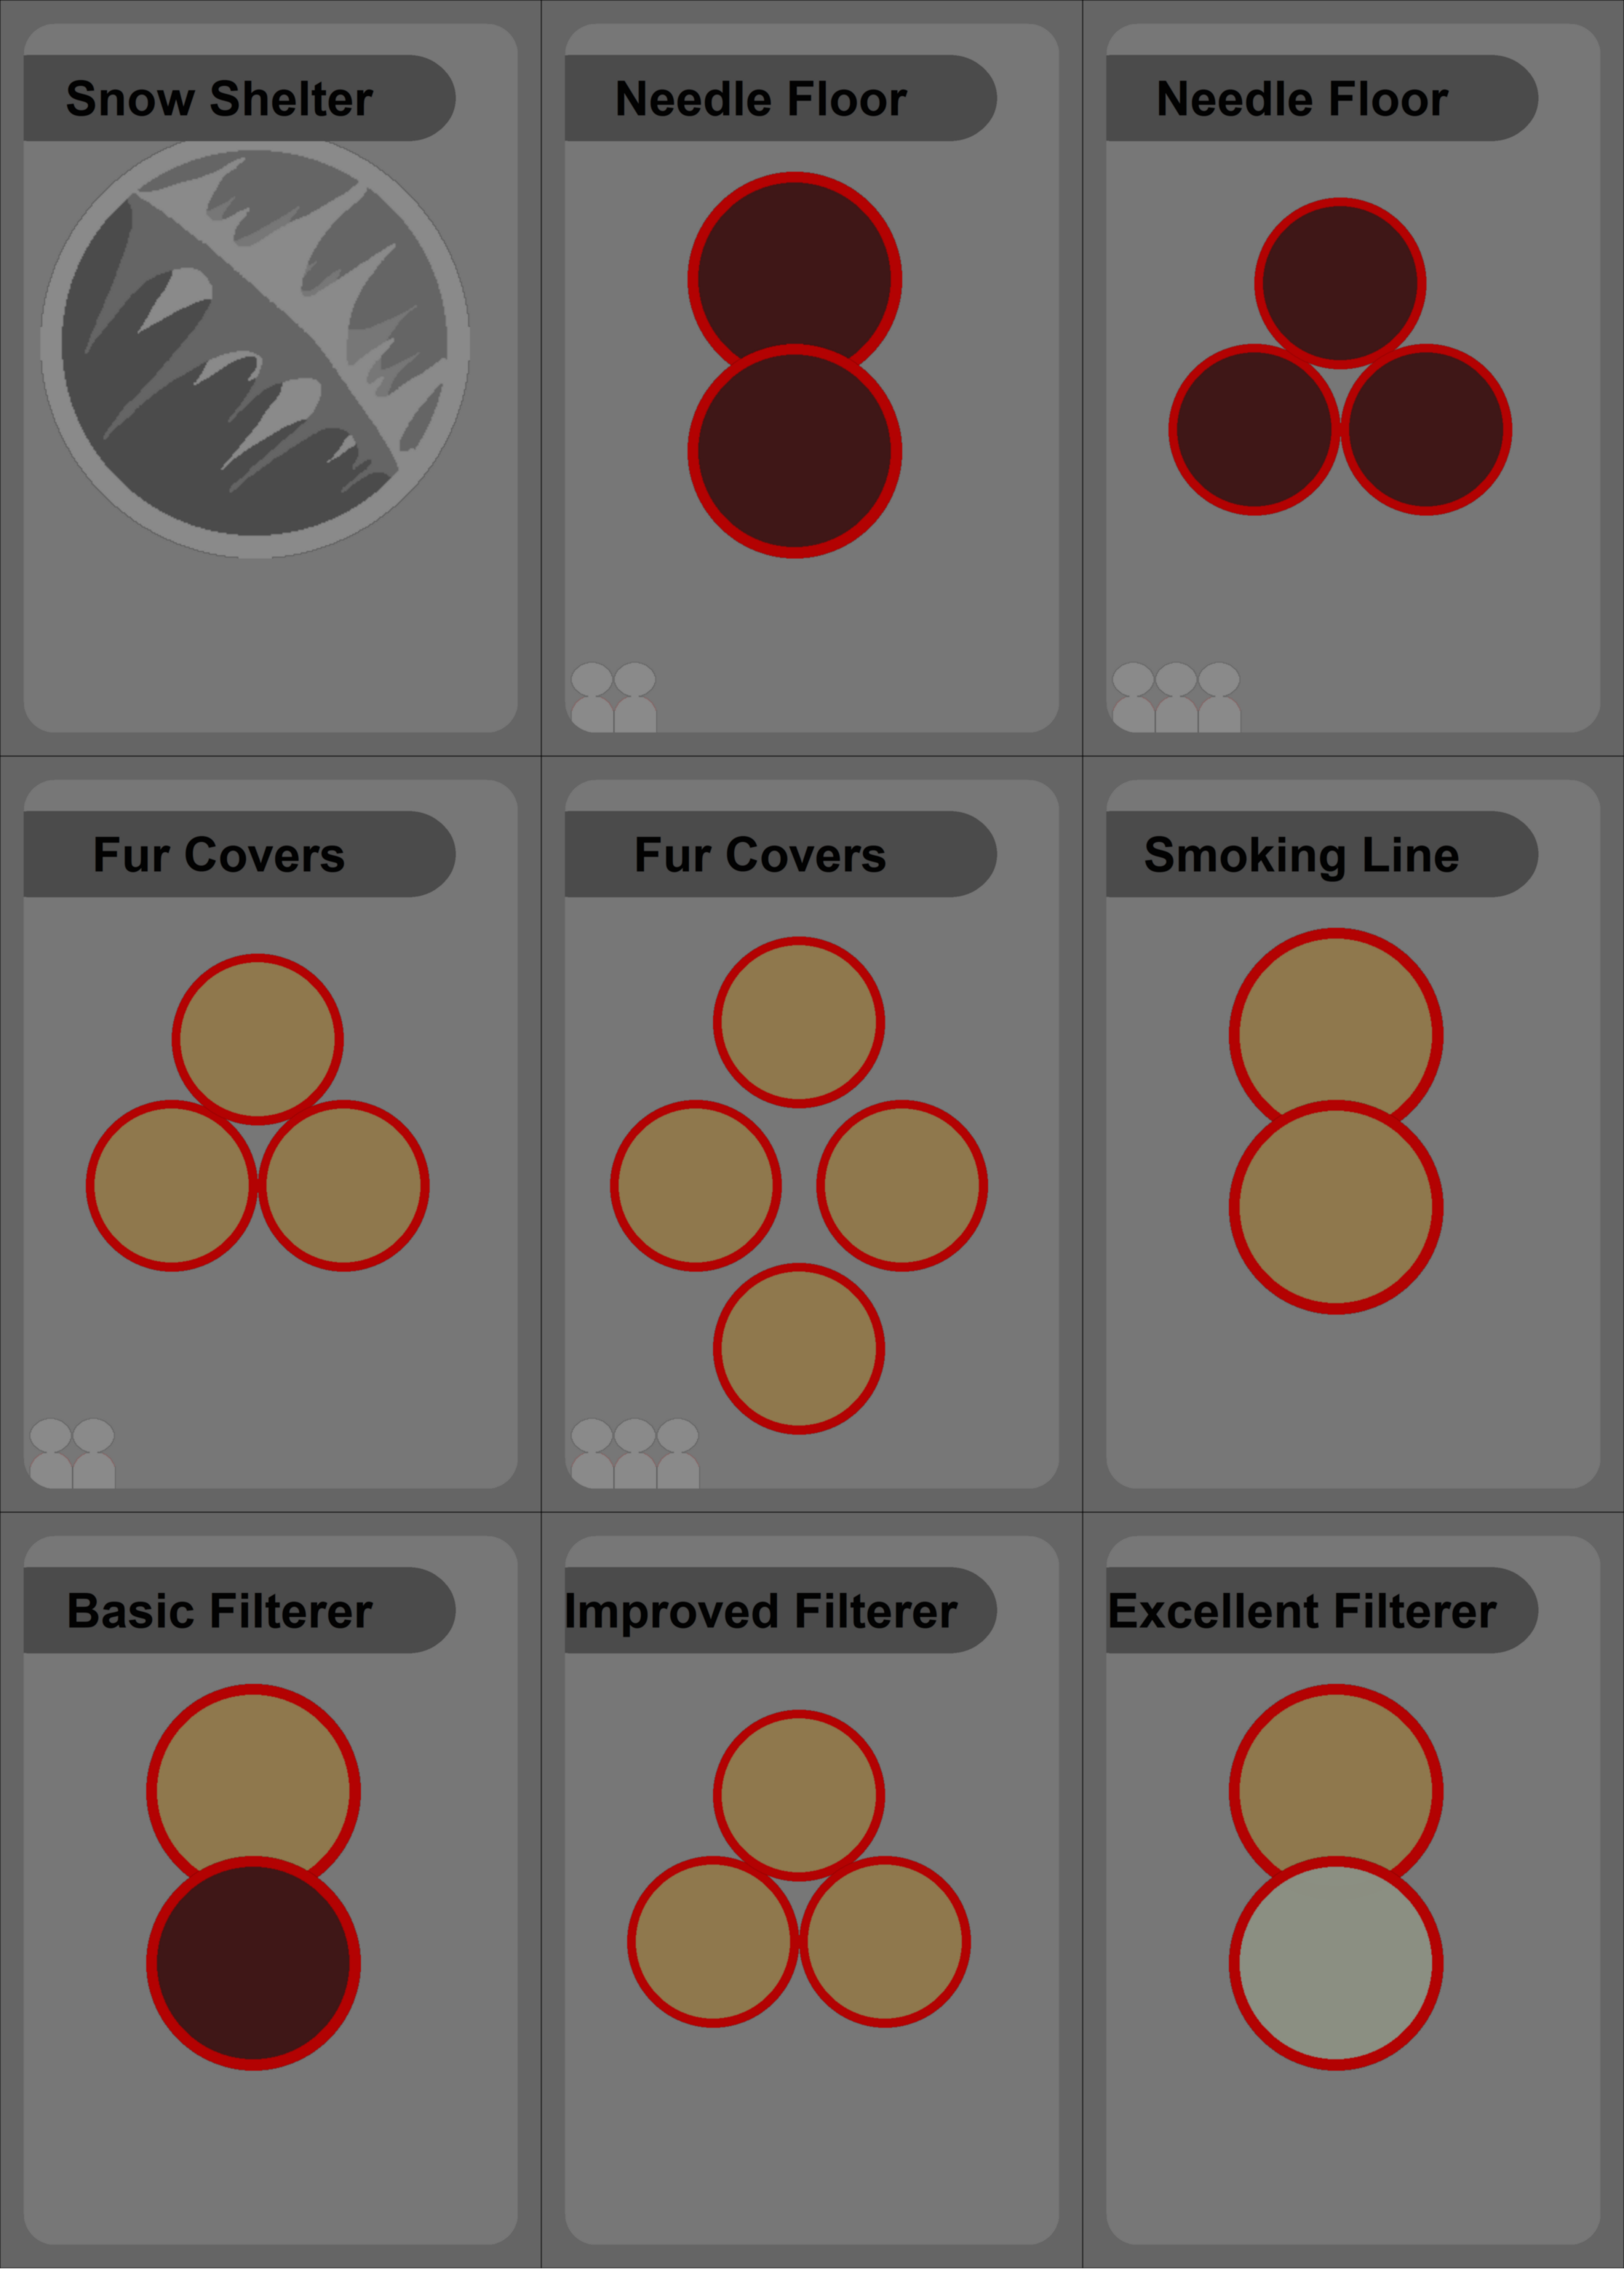 Snow Shelter
Needle Floor
Needle Floor
Fur Covers
Fur Covers
Smoking Line
Basic Filterer
Improved Filterer
Excellent Filterer